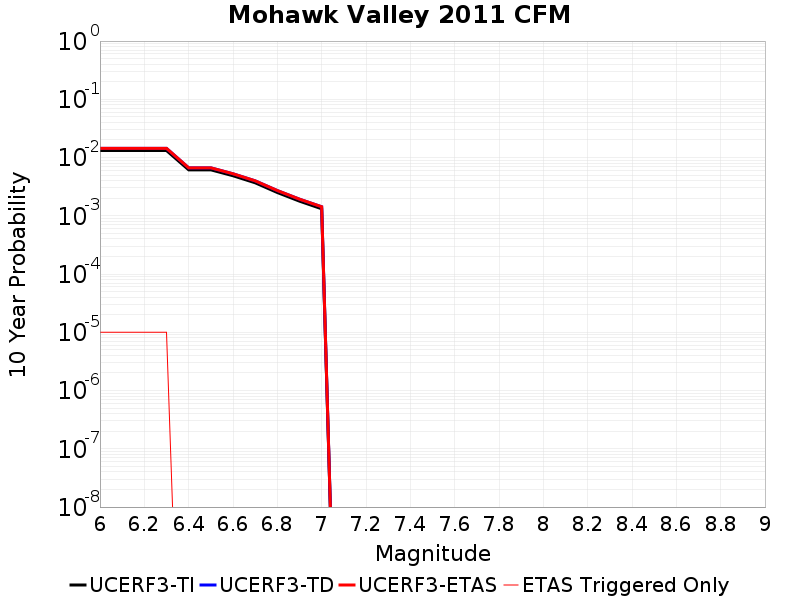 Mohawk Valley 2011 CFM
10^0
10^-1
10^-2
10^-3
10^-4
10^-5
10^-6
10^-7
10^-8
10 Year Probability
6 6.2 6.4 6.6 6.8 7 7.2 7.4 7.6 7.8 8 8.2 8.4 8.6 8.8 9
Magnitude
UCERF3-TI UCERF3-TD UCERF3-ETAS ETAS Triggered Only